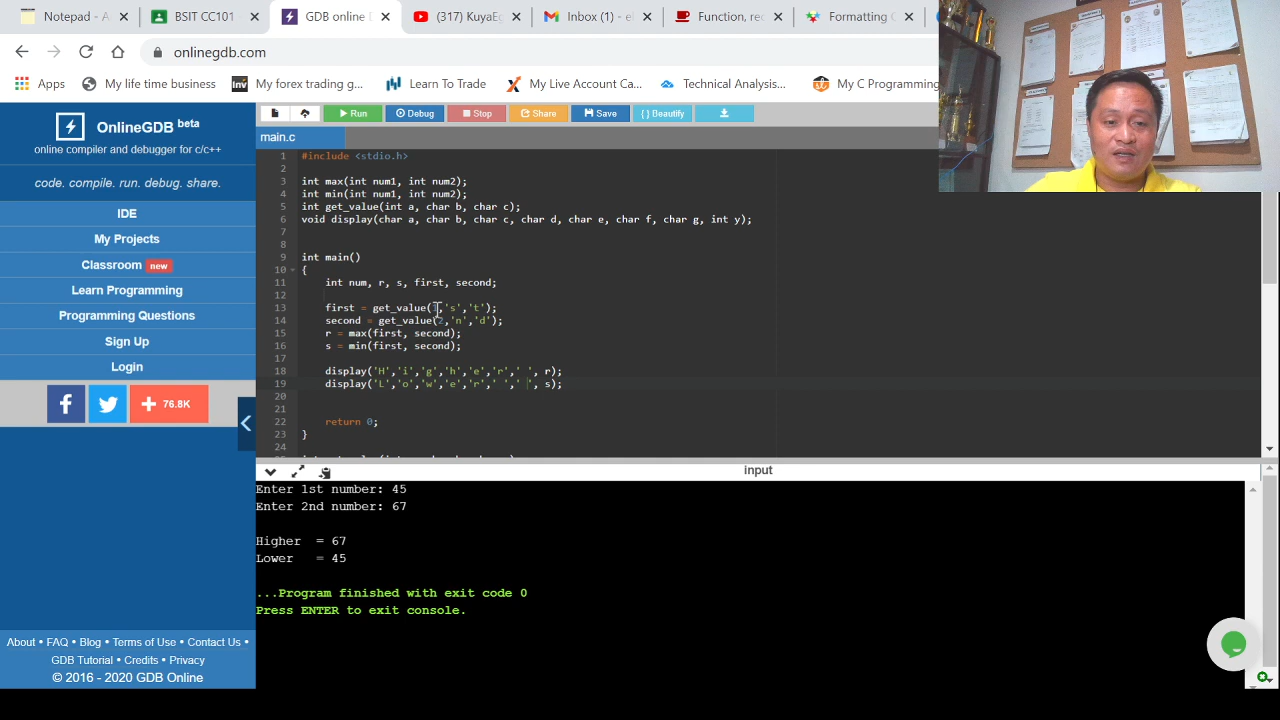 Notepad - A
BSIT CC101
GDB online D
(317) KuyaE
Inbox (1) - e
Function, rec
Formatting C
onlinegdb.com
Apps
My life time business
My forex trading g...
Learn To Trade
My Live Account Ca...
Technical Analysis...
My C Programming
OnlineGDB beta
online compiler and debugger for c/c++
code. compile. run. debug. share.
IDE
My Projects
Classroom new
Learn Programming
Programming Questions
Sign Up
Login
f
+ 76.8K
About • FAQ • Blog • Terms of Use • Contact Us •
GDB Tutorial • Credits • Privacy
© 2016 - 2020 GDB Online
Run
Debug
Stop
Share
Save
{ } Beautify
main.c
1 #include <stdio.h>
2
3 int max(int num1, int num2);
4 int min(int num1, int num2);
5 int get_value(int a, char b, char c);
6 void display(char a, char b, char c, char d, char e, char f, char g, int y);
7
8
9 int main()
10 {
11 int num, r, s, first, second;
12
13 first = get_value(1,'s','t');
14 second = get_value(2,'n','d');
15 r = max(first, second);
16 s = min(first, second);
17
18 display('H','i','g','h','e','r',' ', r);
19 display('L','o','w','e','r',' ',' ', s);
20
21
22 return 0;
23 }
24
input
Enter 1st number: 45
Enter 2nd number: 67
Higher = 67
Lower = 45
...Program finished with exit code 0
Press ENTER to exit console.